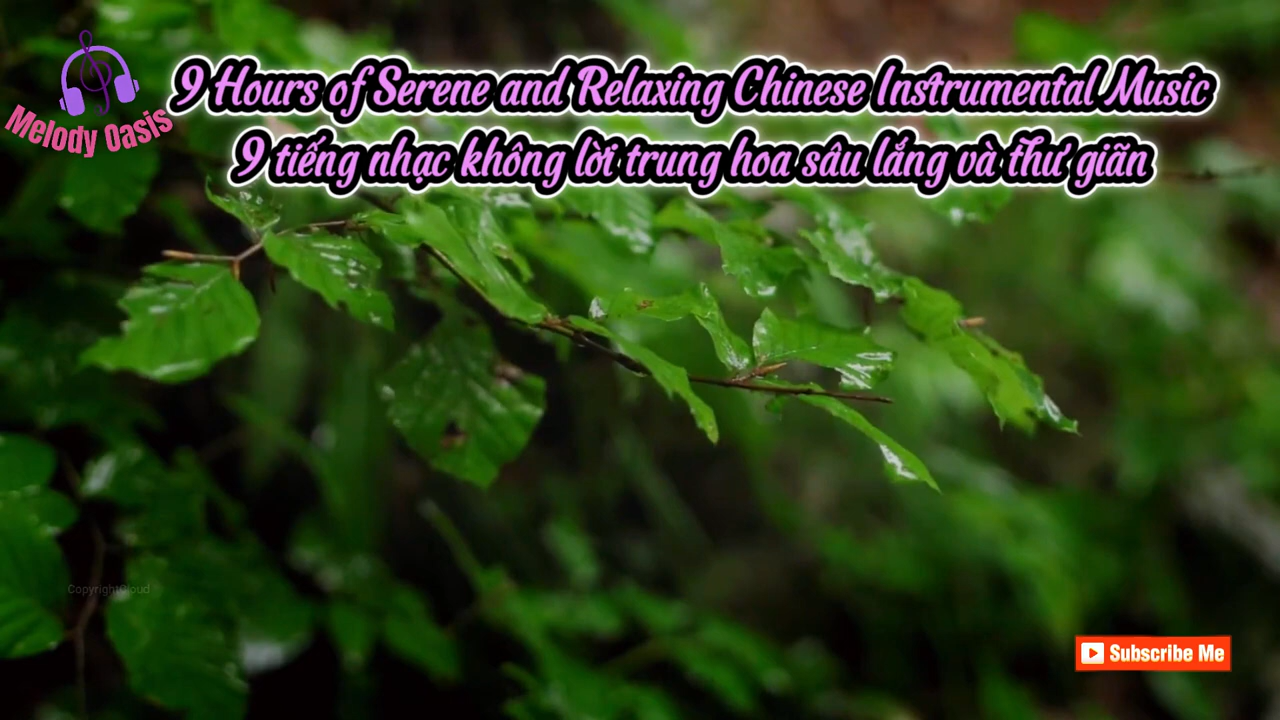 9 Hours of Serene and Relaxing Chinese Instrumental Music
9 tiếng nhạc không lời trung hoa sâu lắng và thư giãn
Melody Oasis
CopyrightCloud
Subscribe Me